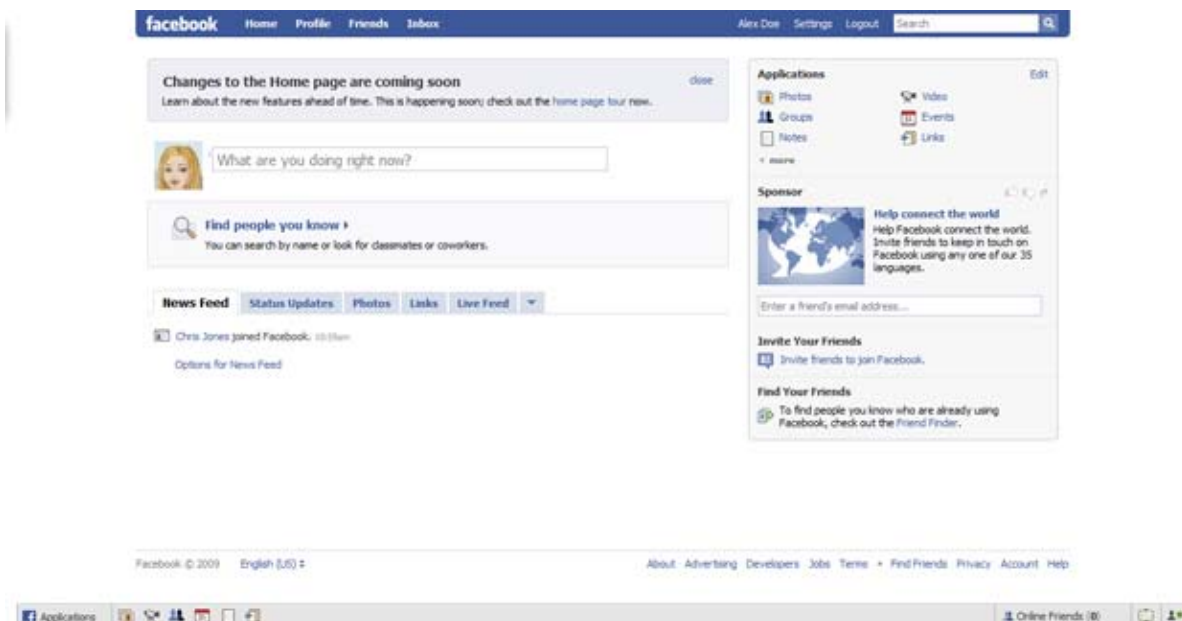 facebook Home Profile Friends Inbox Alex Doe Settings Logout Search
Changes to the Home page are coming soon close
Learn about the new features ahead of time. This is happening soon; check out the home page tour now.
What are you doing right now?
Find people you know
You can search by name or look for classmates or coworkers.
News Feed Status Updates Photos Links Live Feed
Chris Jones joined Facebook.
Options for News Feed
Applications Edit
Photos Video
Groups Events
Notes Links
more
Sponsor
Help connect the world
Help Facebook connect the world.
Invite friends to keep in touch on
Facebook using any one of our 35
languages.
Enter a friend's email address...
Invite Your Friends
Invite friends to join Facebook.
Find Your Friends
To find people you know who are already using
Facebook, check out the Friend Finder.
Facebook © 2009 English (US) About Advertising Developers Jobs Terms • Find Friends Privacy Account Help
Applications Online Friends (0)